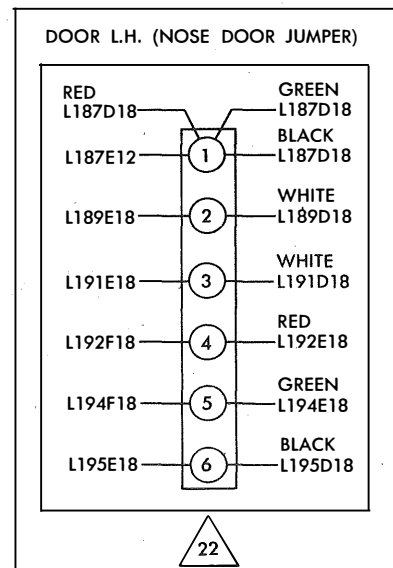 DOOR L.H. (NOSE DOOR JUMPER)
RED
L187D18
GREEN
L187D18
L187E12
1
BLACK
L187D18
L189E18
2
WHITE
L189D18
L191E18
3
WHITE
L191D18
L192F18
4
RED
L192E18
L194F18
5
GREEN
L194E18
L195E18
6
BLACK
L195D18
22